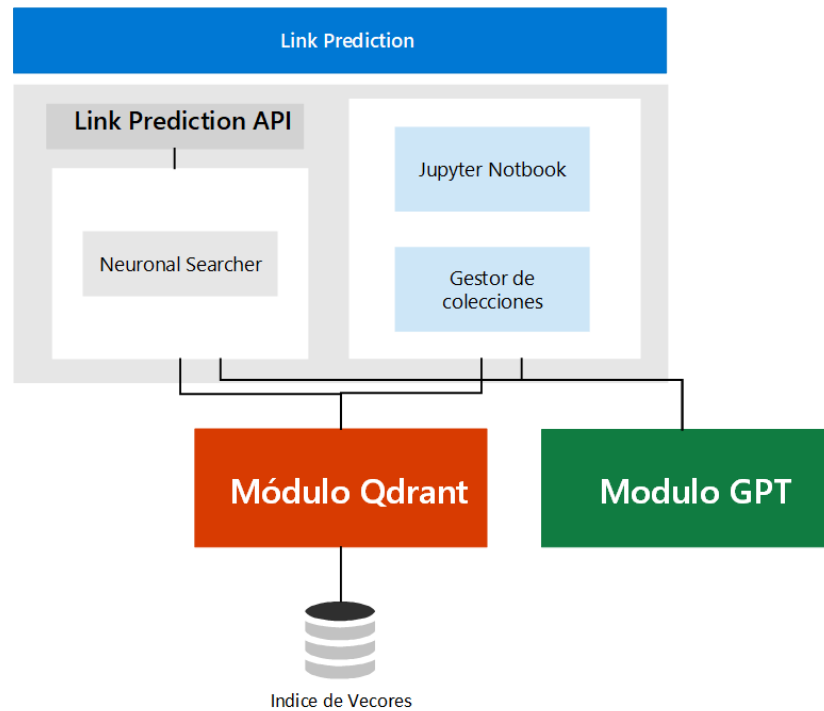 Link Prediction
Link Prediction API
Jupyter Notbook
Neuronal Searcher
Gestor de
colecciones
Módulo Qdrant
Modulo GPT
Indice de Vecores